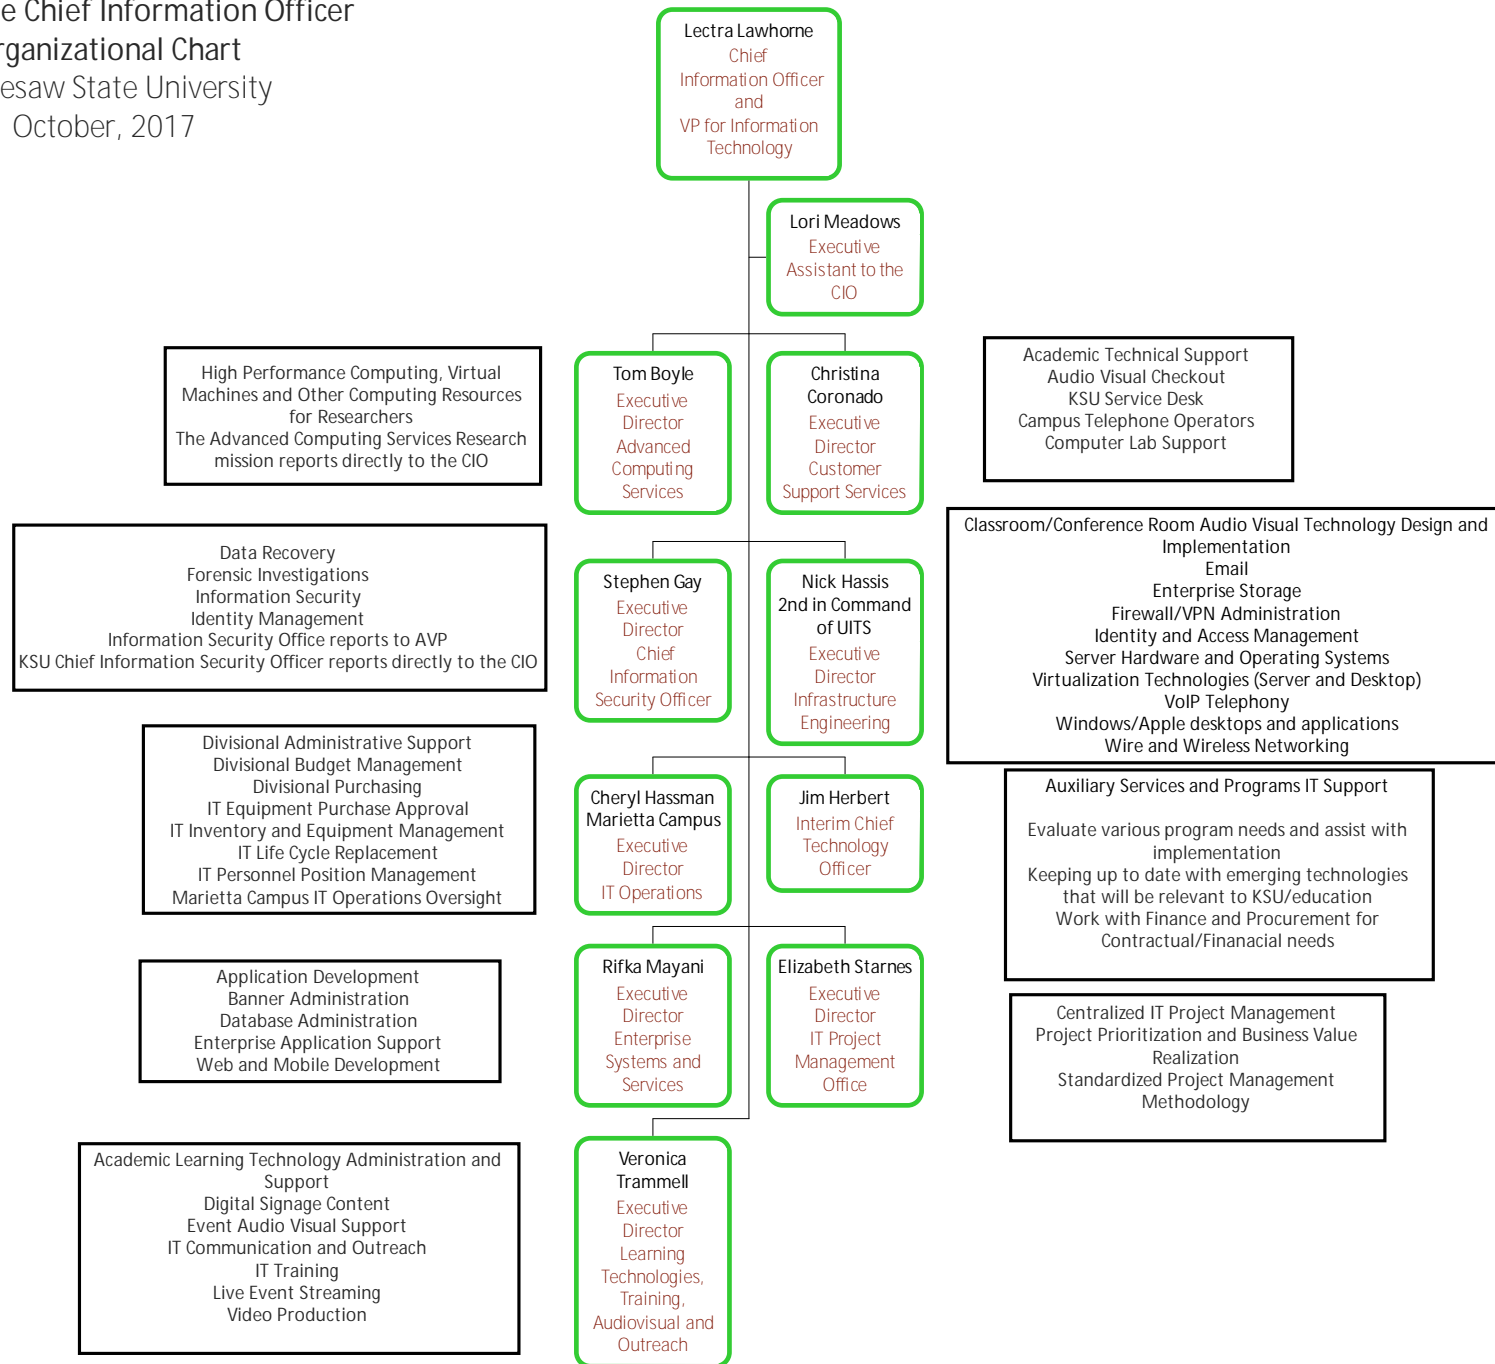 e Chief Information Officer
rganizational Chart
esaw State University
October, 2017
Lectra Lawhorne
Chief
Information Officer
and
VP for Information
Technology
Lori Meadows
Executive
Assistant to the
CIO
High Performance Computing, Virtual
Machines and Other Computing Resources
for Researchers
The Advanced Computing Services Research
mission reports directly to the CIO
Tom Boyle
Executive
Director
Advanced
Computing
Services
Christina
Coronado
Executive
Director
Customer
Support Services
Academic Technical Support
Audio Visual Checkout
KSU Service Desk
Campus Telephone Operators
Computer Lab Support
Data Recovery
Forensic Investigations
Information Security
Identity Management
Information Security Office reports to AVP
KSU Chief Information Security Officer reports directly to the CIO
Stephen Gay
Executive
Director
Chief
Information
Security Officer
Nick Hassis
2nd in Command
of UITS
Executive
Director
Infrastructure
Engineering
Classroom/Conference Room Audio Visual Technology Design and
Implementation
Email
Enterprise Storage
Firewall/VPN Administration
Identity and Access Management
Server Hardware and Operating Systems
Virtualization Technologies (Server and Desktop)
VoIP Telephony
Windows/Apple desktops and applications
Wire and Wireless Networking
Divisional Administrative Support
Divisional Budget Management
Divisional Purchasing
IT Equipment Purchase Approval
IT Inventory and Equipment Management
IT Life Cycle Replacement
IT Personnel Position Management
Marietta Campus IT Operations Oversight
Cheryl Hassman
Marietta Campus
Executive
Director
IT Operations
Jim Herbert
Interim Chief
Technology
Officer
Auxiliary Services and Programs IT Support
Evaluate various program needs and assist with
implementation
Keeping up to date with emerging technologies
that will be relevant to KSU/education
Work with Finance and Procurement for
Contractual/Finanacial needs
Application Development
Banner Administration
Database Administration
Enterprise Application Support
Web and Mobile Development
Rifka Mayani
Executive
Director
Enterprise
Systems and
Services
Elizabeth Starnes
Executive
Director
IT Project
Management
Office
Centralized IT Project Management
Project Prioritization and Business Value
Realization
Standardized Project Management
Methodology
Academic Learning Technology Administration and
Support
Digital Signage Content
Event Audio Visual Support
IT Communication and Outreach
IT Training
Live Event Streaming
Video Production
Veronica
Trammell
Executive
Director
Learning
Technologies,
Training,
Audiovisual and
Outreach